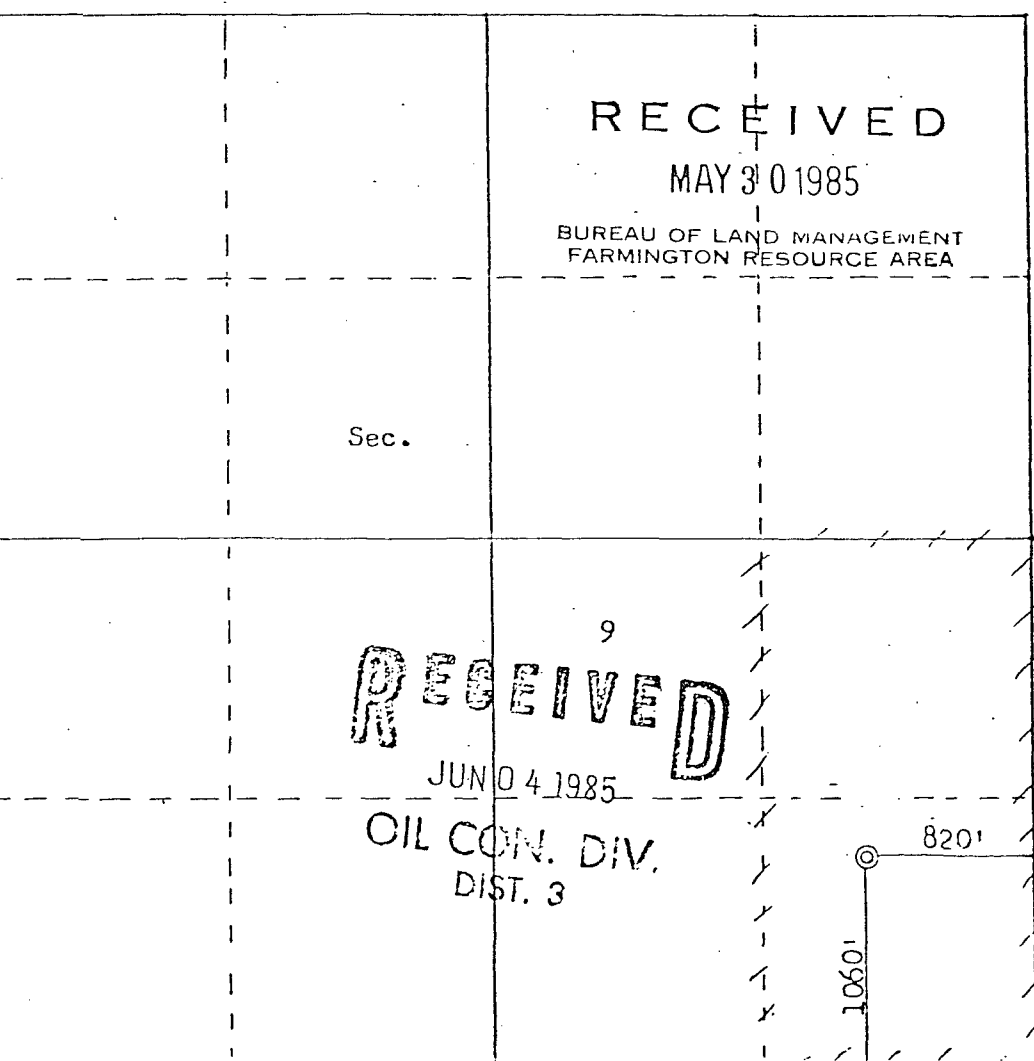 RECEIVED
MAY 30 1985
BUREAU OF LAND MANAGEMENT
FARMINGTON RESOURCE AREA
Sec.
9
RECEIVED
JUN 04 1985
OIL CON. DIV.
DIST. 3
820'
1060'